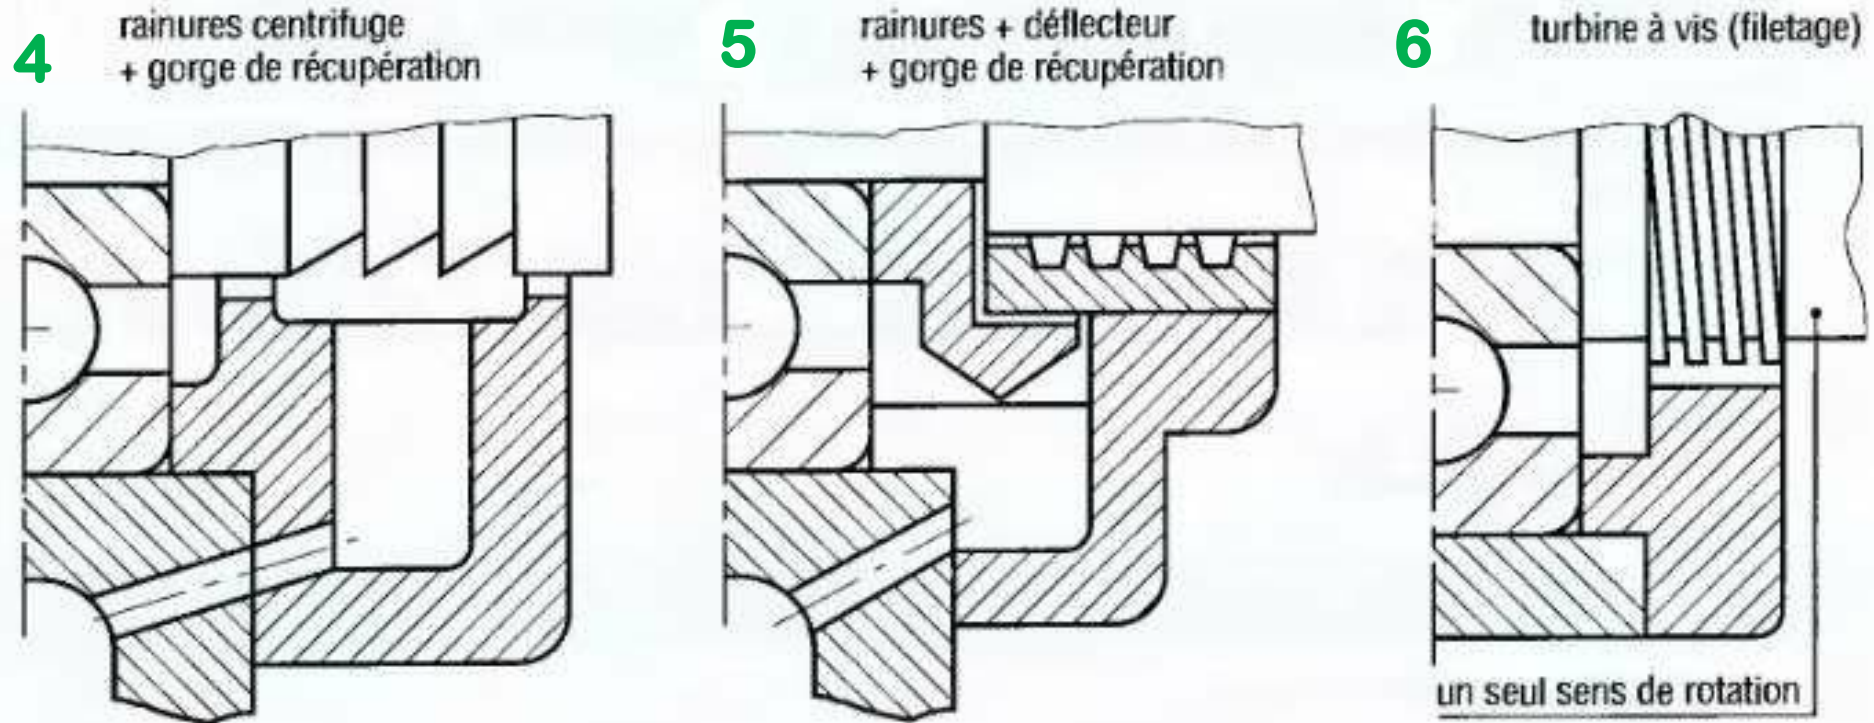 4
rainures centrifuge
+ gorge de récupération
5
rainures + déflecteur
+ gorge de récupération
6
turbine à vis (filetage)
un seul sens de rotation